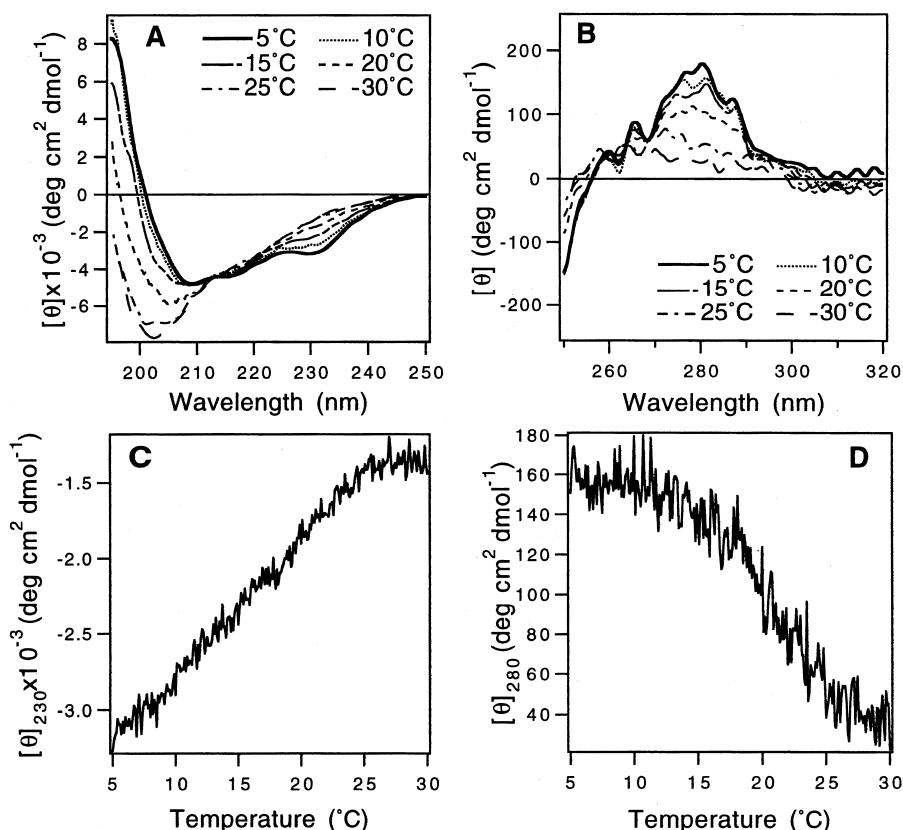 A
5°C
10°C
15°C
20°C
25°C
-30°C
8
6
4
2
0
-2
-4
-6
[θ]x10⁻³ (deg cm² dmol⁻¹)
200 210 220 230 240 250
Wavelength (nm)
B
200
100
0
-100
-200
[θ] (deg cm² dmol⁻¹)
5°C
10°C
15°C
20°C
25°C
-30°C
260 280 300 320
Wavelength (nm)
C
-1.5
-2.0
-2.5
-3.0
[θ]₂₃₀x10⁻³ (deg cm² dmol⁻¹)
5 10 15 20 25 30
Temperature (°C)
D
180
160
140
120
100
80
60
40
[θ]₂₈₀ (deg cm² dmol⁻¹)
5 10 15 20 25 30
Temperature (°C)